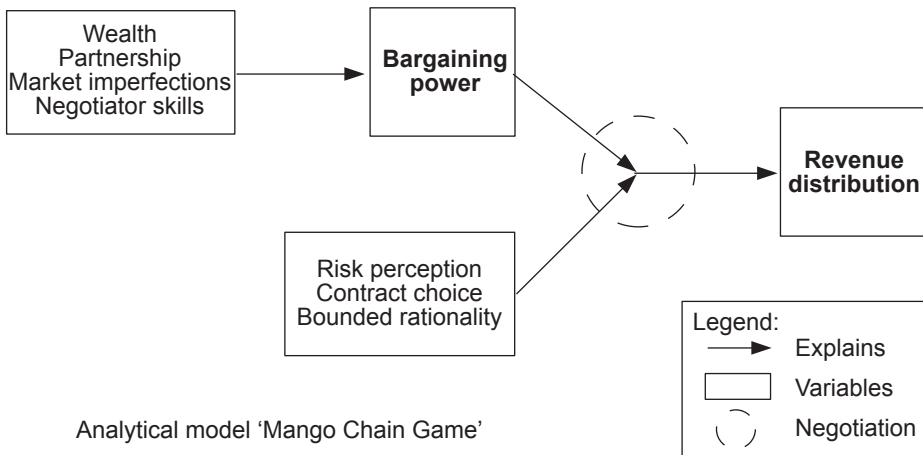 Wealth
Partnership
Market imperfections
Negotiator skills
Bargaining
power
Revenue
distribution
Risk perception
Contract choice
Bounded rationality
Legend:
Explains
Variables
Negotiation
Analytical model ‘Mango Chain Game’